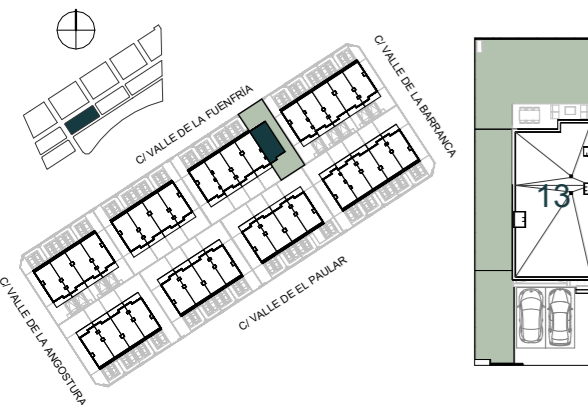 C/ VALLE DE LA FUENFRÍA
C/ VALLE DE LA BARRANCA
C/ VALLE DE EL PAULAR
C/ VALLE DE LA ANGOSTURA
13